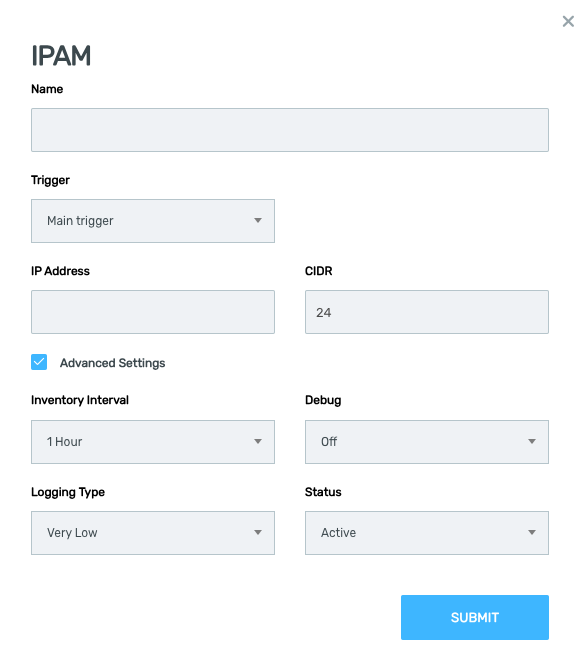 IPAM
Name
Trigger
Main trigger
IP Address CIDR
24
Advanced Settings
Inventory Interval Debug
1 Hour Off
Logging Type Status
Very Low Active
SUBMIT